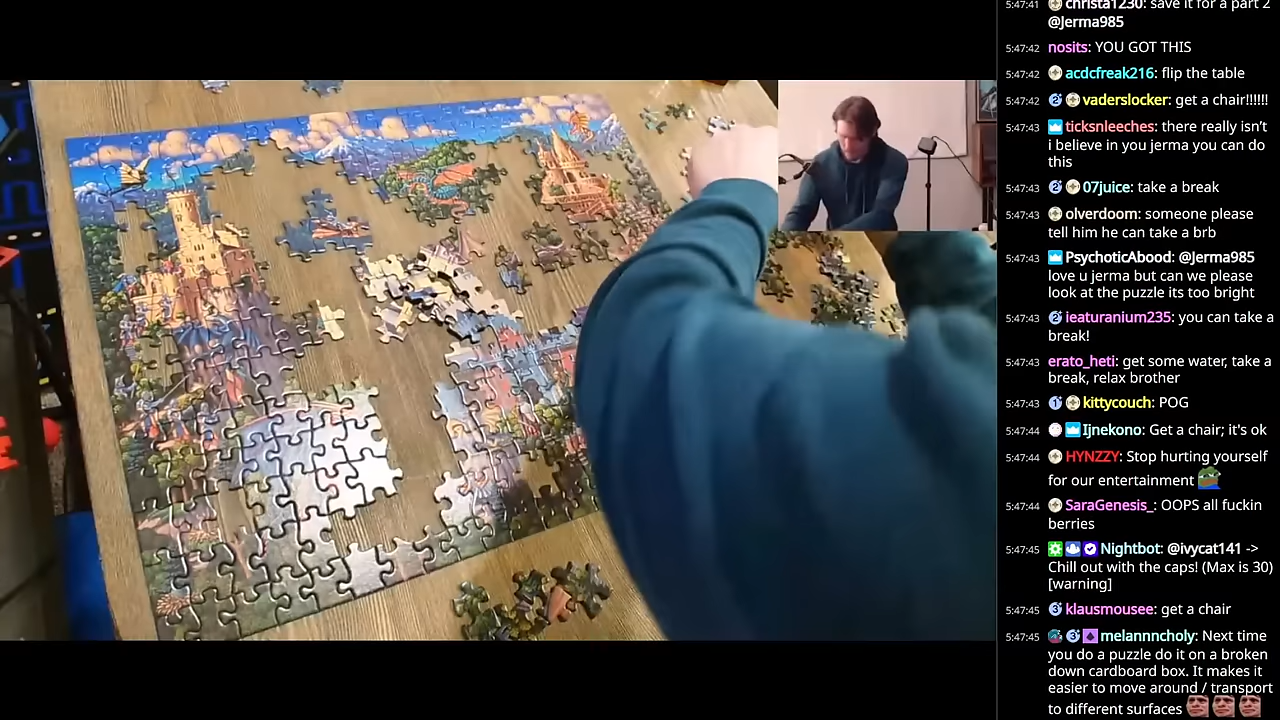 5:47:41 christa1230: save it for a part 2
@Jerma985
5:47:42 nosits: YOU GOT THIS
5:47:42 acdcfreak216: flip the table
5:47:42 2 vaderslocker: get a chair!!!!!!
5:47:43 ticksnleeches: there really isn't
i believe in you jerma you can do
this
5:47:43 2 07juice: take a break
5:47:43 olverdoom: someone please
tell him he can take a brb
5:47:43 PsychoticAbood: @Jerma985
love u jerma but can we please
look at the puzzle its too bright
5:47:43 2 ieaturanium235: you can take a
break!
5:47:43 erato_heti: get some water, take a
break, relax brother
5:47:43 1 kittycouch: POG
5:47:44 Ijnekono: Get a chair; it's ok
5:47:44 HYNZZY: Stop hurting yourself
for our entertainment
5:47:44 SaraGenesis_: OOPS all fuckin
berries
5:47:45 Nightbot: @ivycat141 ->
Chill out with the caps! (Max is 30)
[warning]
5:47:45 3 klausmousee: get a chair
5:47:45 3 melannncholy: Next time
you do a puzzle do it on a broken
down cardboard box. It makes it
easier to move around / transport
to different surfaces